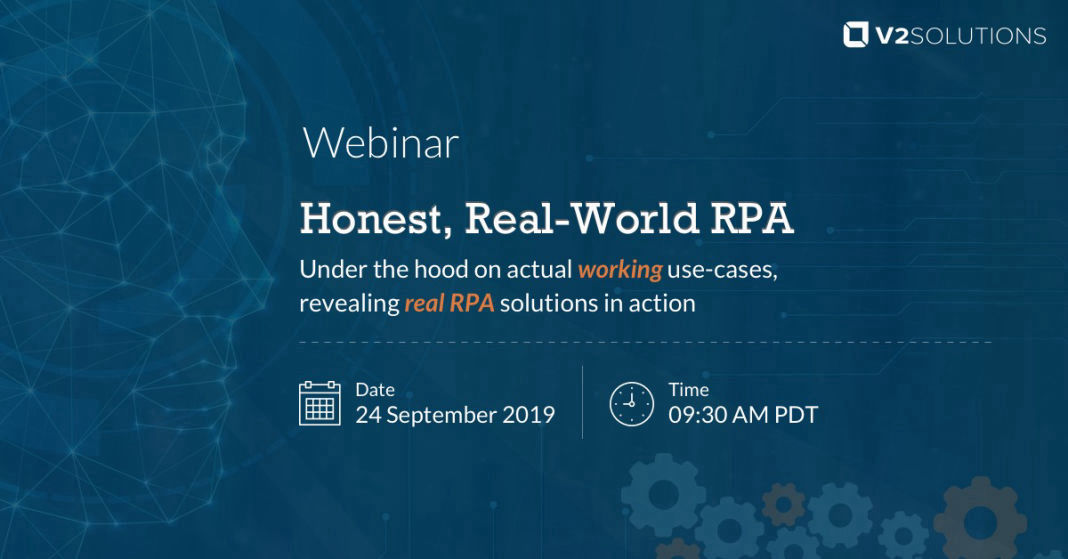 V2SOLUTIONS
Webinar
Honest, Real-World RPA
Under the hood on actual working use-cases,
revealing real RPA solutions in action
Date
24 September 2019
Time
09:30 AM PDT